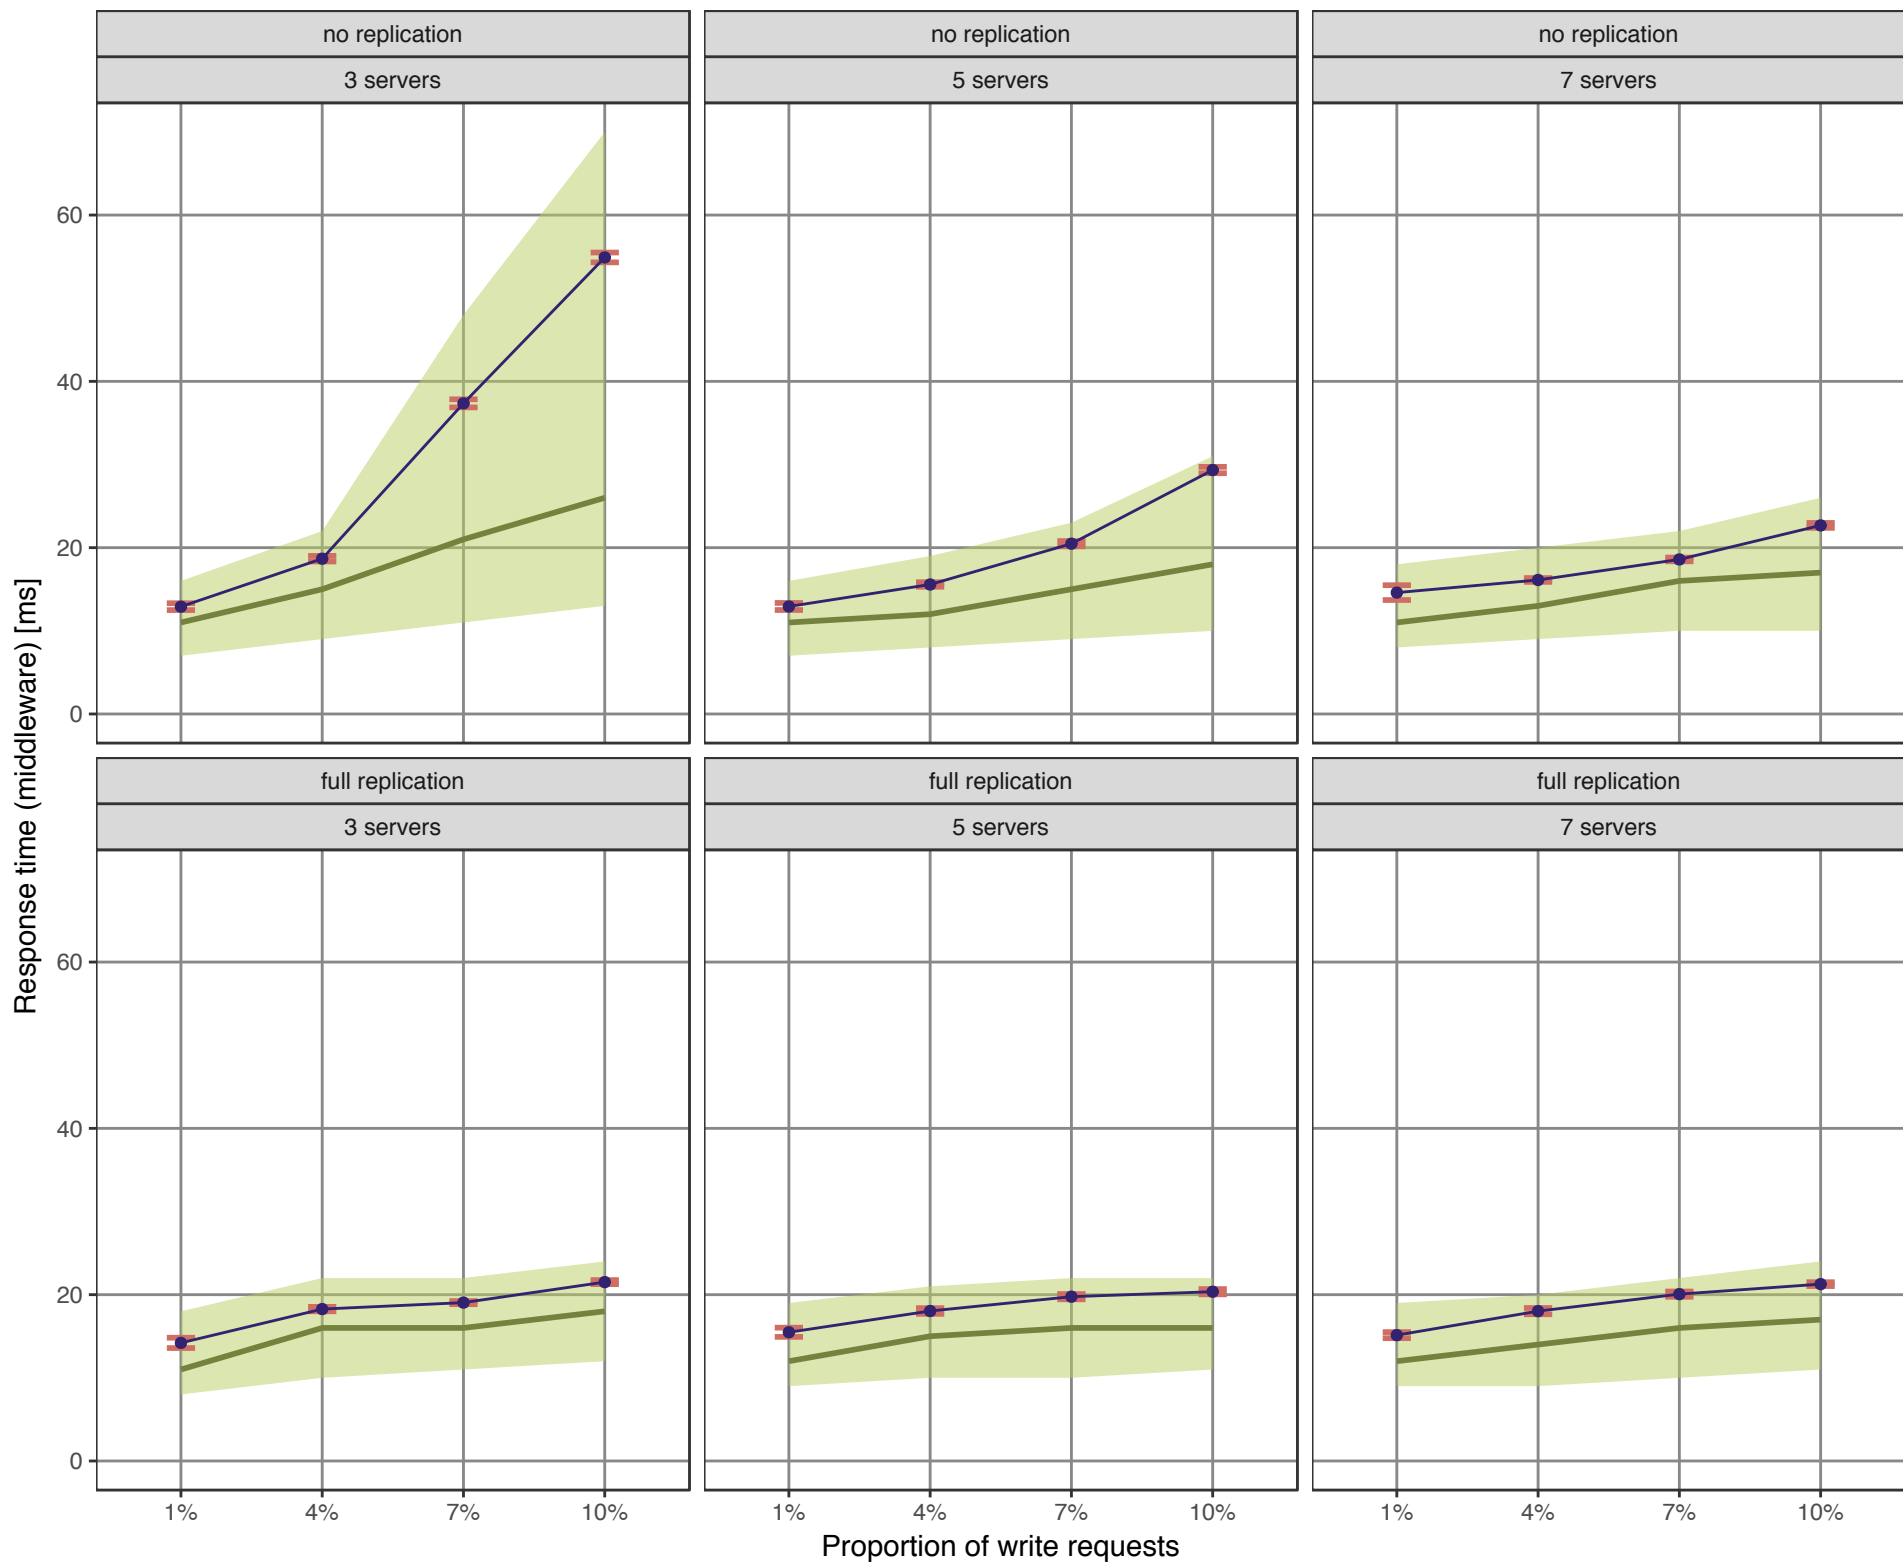 no replication
no replication
no replication
3 servers
5 servers
7 servers
60
40
20
0
full replication
full replication
full replication
3 servers
5 servers
7 servers
60
40
20
0
1% 4% 7% 10%
1% 4% 7% 10%
1% 4% 7% 10%
Proportion of write requests
Response time (middleware) [ms]